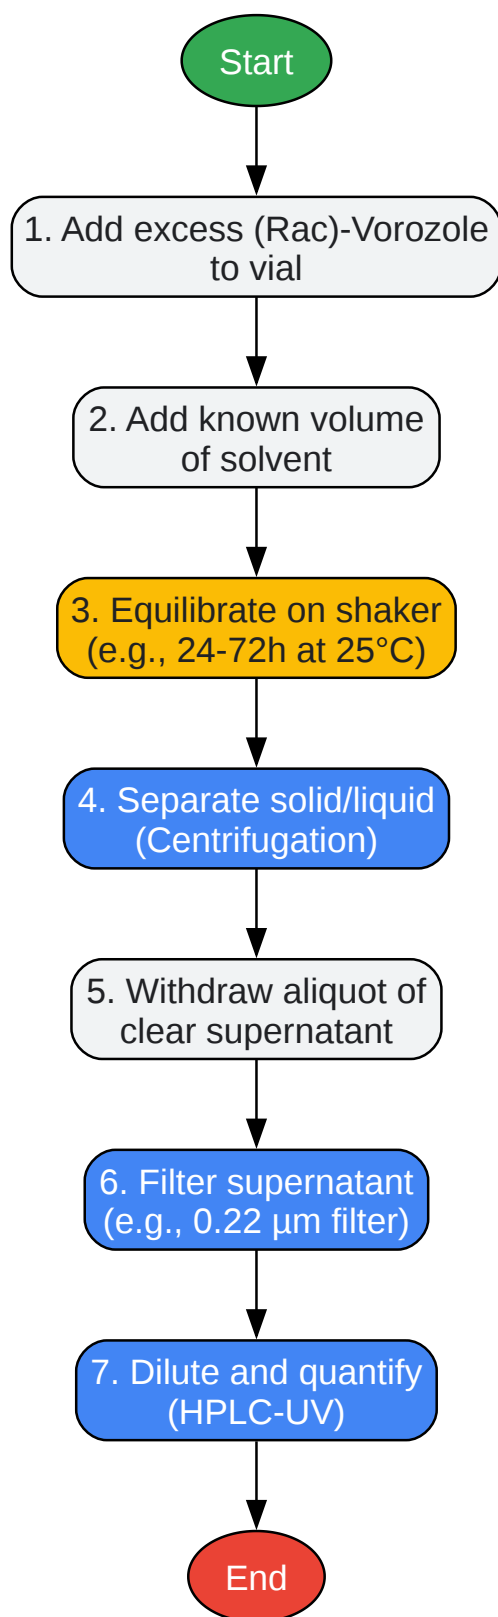 Start
1. Add excess (Rac)-Vorozole
to vial
2. Add known volume
of solvent
3. Equilibrate on shaker
(e.g., 24-72h at 25°C)
4. Separate solid/liquid
(Centrifugation)
5. Withdraw aliquot of
clear supernatant
6. Filter supernatant
(e.g., 0.22 µm filter)
7. Dilute and quantify
(HPLC-UV)
End